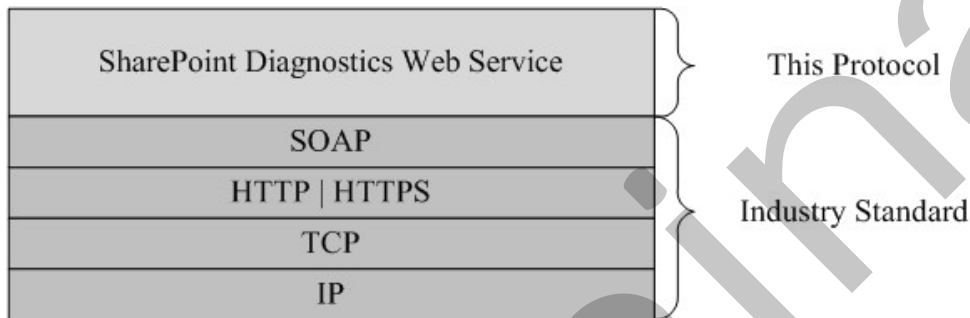 SharePoint Diagnostics Web Service
This Protocol
SOAP
HTTP | HTTPS
Industry Standard
TCP
IP